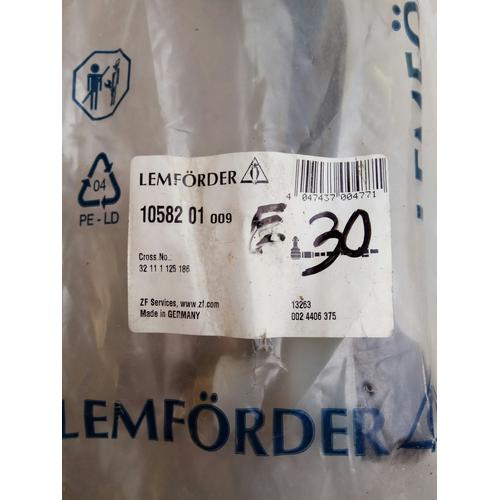 LEMFÖ
04
PE-LD
LEMFÖRDER
10582 01 009
E 30
4 047437 004771
Cross.No.:
32 11 1 125 186
ZF Services, www.zf.com
Made in GERMANY
13263
002 4406 375
LEMFÖRDER